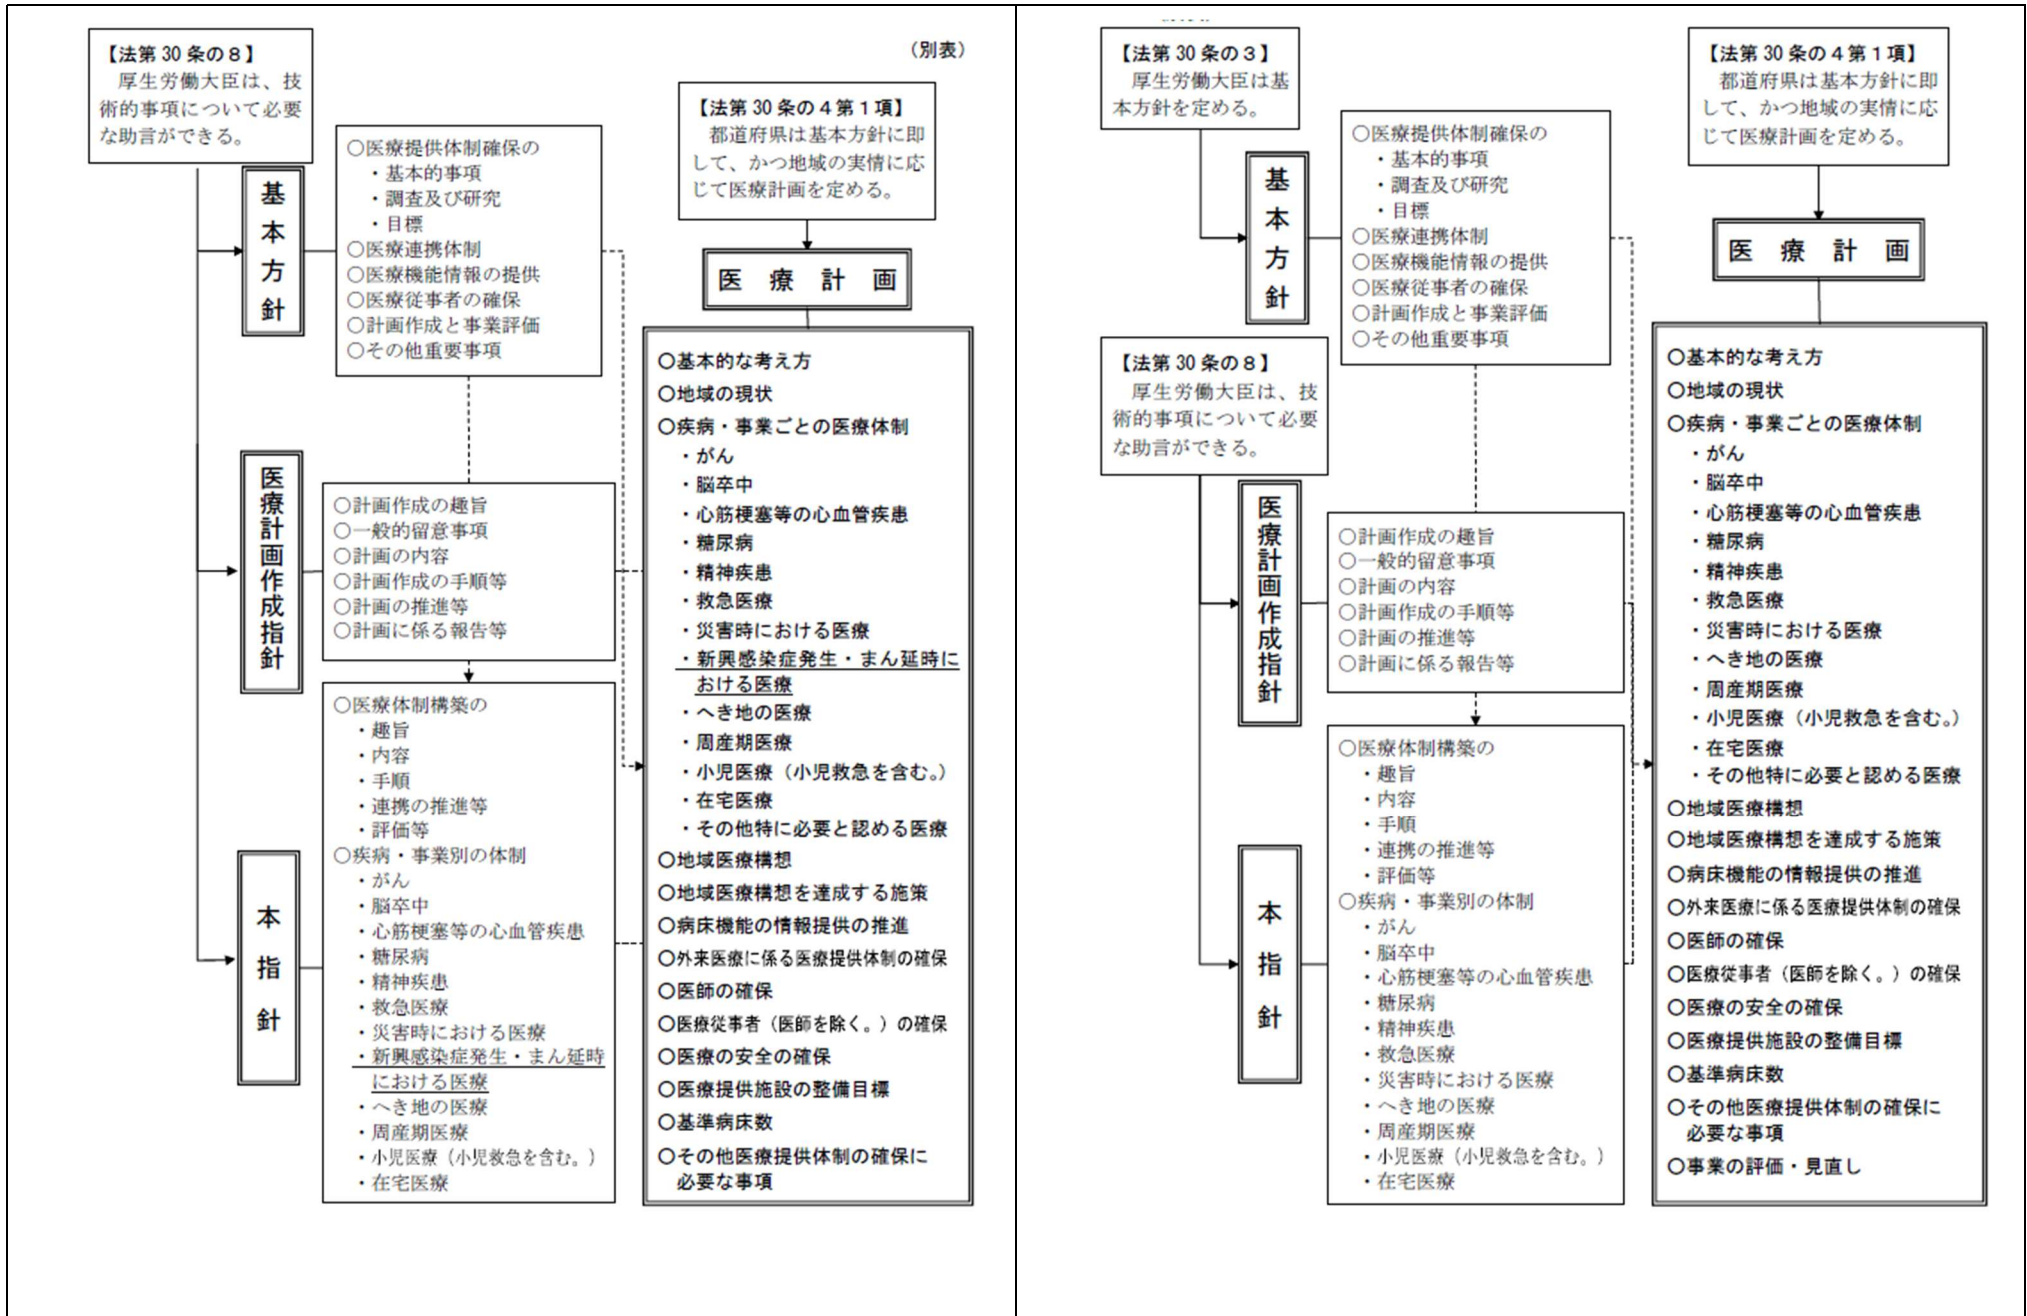 【法第30条の8】
厚生労働大臣は、技
術的事項について必要
な助言ができる。
（別表）
【法第30条の4第1項】
都道府県は基本方針に即
して、かつ地域の実情に応
じて医療計画を定める。
基本方針
○医療提供体制確保の
・基本的事項
・調査及び研究
・目標
○医療連携体制
○医療機能情報の提供
○医療従事者の確保
○計画作成と事業評価
○その他重要事項
医療計画
医療計画作成指針
○計画作成の趣旨
○一般的留意事項
○計画の内容
○計画作成の手順等
○計画の推進等
○計画に係る報告等
本指針
○医療体制構築の
・趣旨
・内容
・手順
・連携の推進等
・評価等
○疾病・事業別の体制
・がん
・脳卒中
・心筋梗塞等の心血管疾患
・糖尿病
・精神疾患
・救急医療
・災害時における医療
・新興感染症発生・まん延時
における医療
・へき地の医療
・周産期医療
・小児医療（小児救急を含む。）
・在宅医療
○基本的な考え方
○地域の現状
○疾病・事業ごとの医療体制
・がん
・脳卒中
・心筋梗塞等の心血管疾患
・糖尿病
・精神疾患
・救急医療
・災害時における医療
・新興感染症発生・まん延時に
おける医療
・へき地の医療
・周産期医療
・小児医療（小児救急を含む。）
・在宅医療
・その他特に必要と認める医療
○地域医療構想
○地域医療構想を達成する施策
○病床機能の情報提供の推進
○外来医療に係る医療提供体制の確保
○医師の確保
○医療従事者（医師を除く。）の確保
○医療の安全の確保
○医療提供施設の整備目標
○基準病床数
○その他医療提供体制の確保に
必要な事項
【法第30条の3】
厚生労働大臣は基
本方針を定める。
【法第30条の4第1項】
都道府県は基本方針に即
して、かつ地域の実情に応
じて医療計画を定める。
基本方針
○医療提供体制確保の
・基本的事項
・調査及び研究
・目標
○医療連携体制
○医療機能情報の提供
○医療従事者の確保
○計画作成と事業評価
○その他重要事項
医療計画
【法第30条の8】
厚生労働大臣は、技
術的事項について必要
な助言ができる。
医療計画作成指針
○計画作成の趣旨
○一般的留意事項
○計画の内容
○計画作成の手順等
○計画の推進等
○計画に係る報告等
本指針
○医療体制構築の
・趣旨
・内容
・手順
・連携の推進等
・評価等
○疾病・事業別の体制
・がん
・脳卒中
・心筋梗塞等の心血管疾患
・糖尿病
・精神疾患
・救急医療
・災害時における医療
・へき地の医療
・周産期医療
・小児医療（小児救急を含む。）
・在宅医療
○基本的な考え方
○地域の現状
○疾病・事業ごとの医療体制
・がん
・脳卒中
・心筋梗塞等の心血管疾患
・糖尿病
・精神疾患
・救急医療
・災害時における医療
・へき地の医療
・周産期医療
・小児医療（小児救急を含む。）
・在宅医療
・その他特に必要と認める医療
○地域医療構想
○地域医療構想を達成する施策
○病床機能の情報提供の推進
○外来医療に係る医療提供体制の確保
○医師の確保
○医療従事者（医師を除く。）の確保
○医療の安全の確保
○医療提供施設の整備目標
○基準病床数
○その他医療提供体制の確保に
必要な事項
○事業の評価・見直し